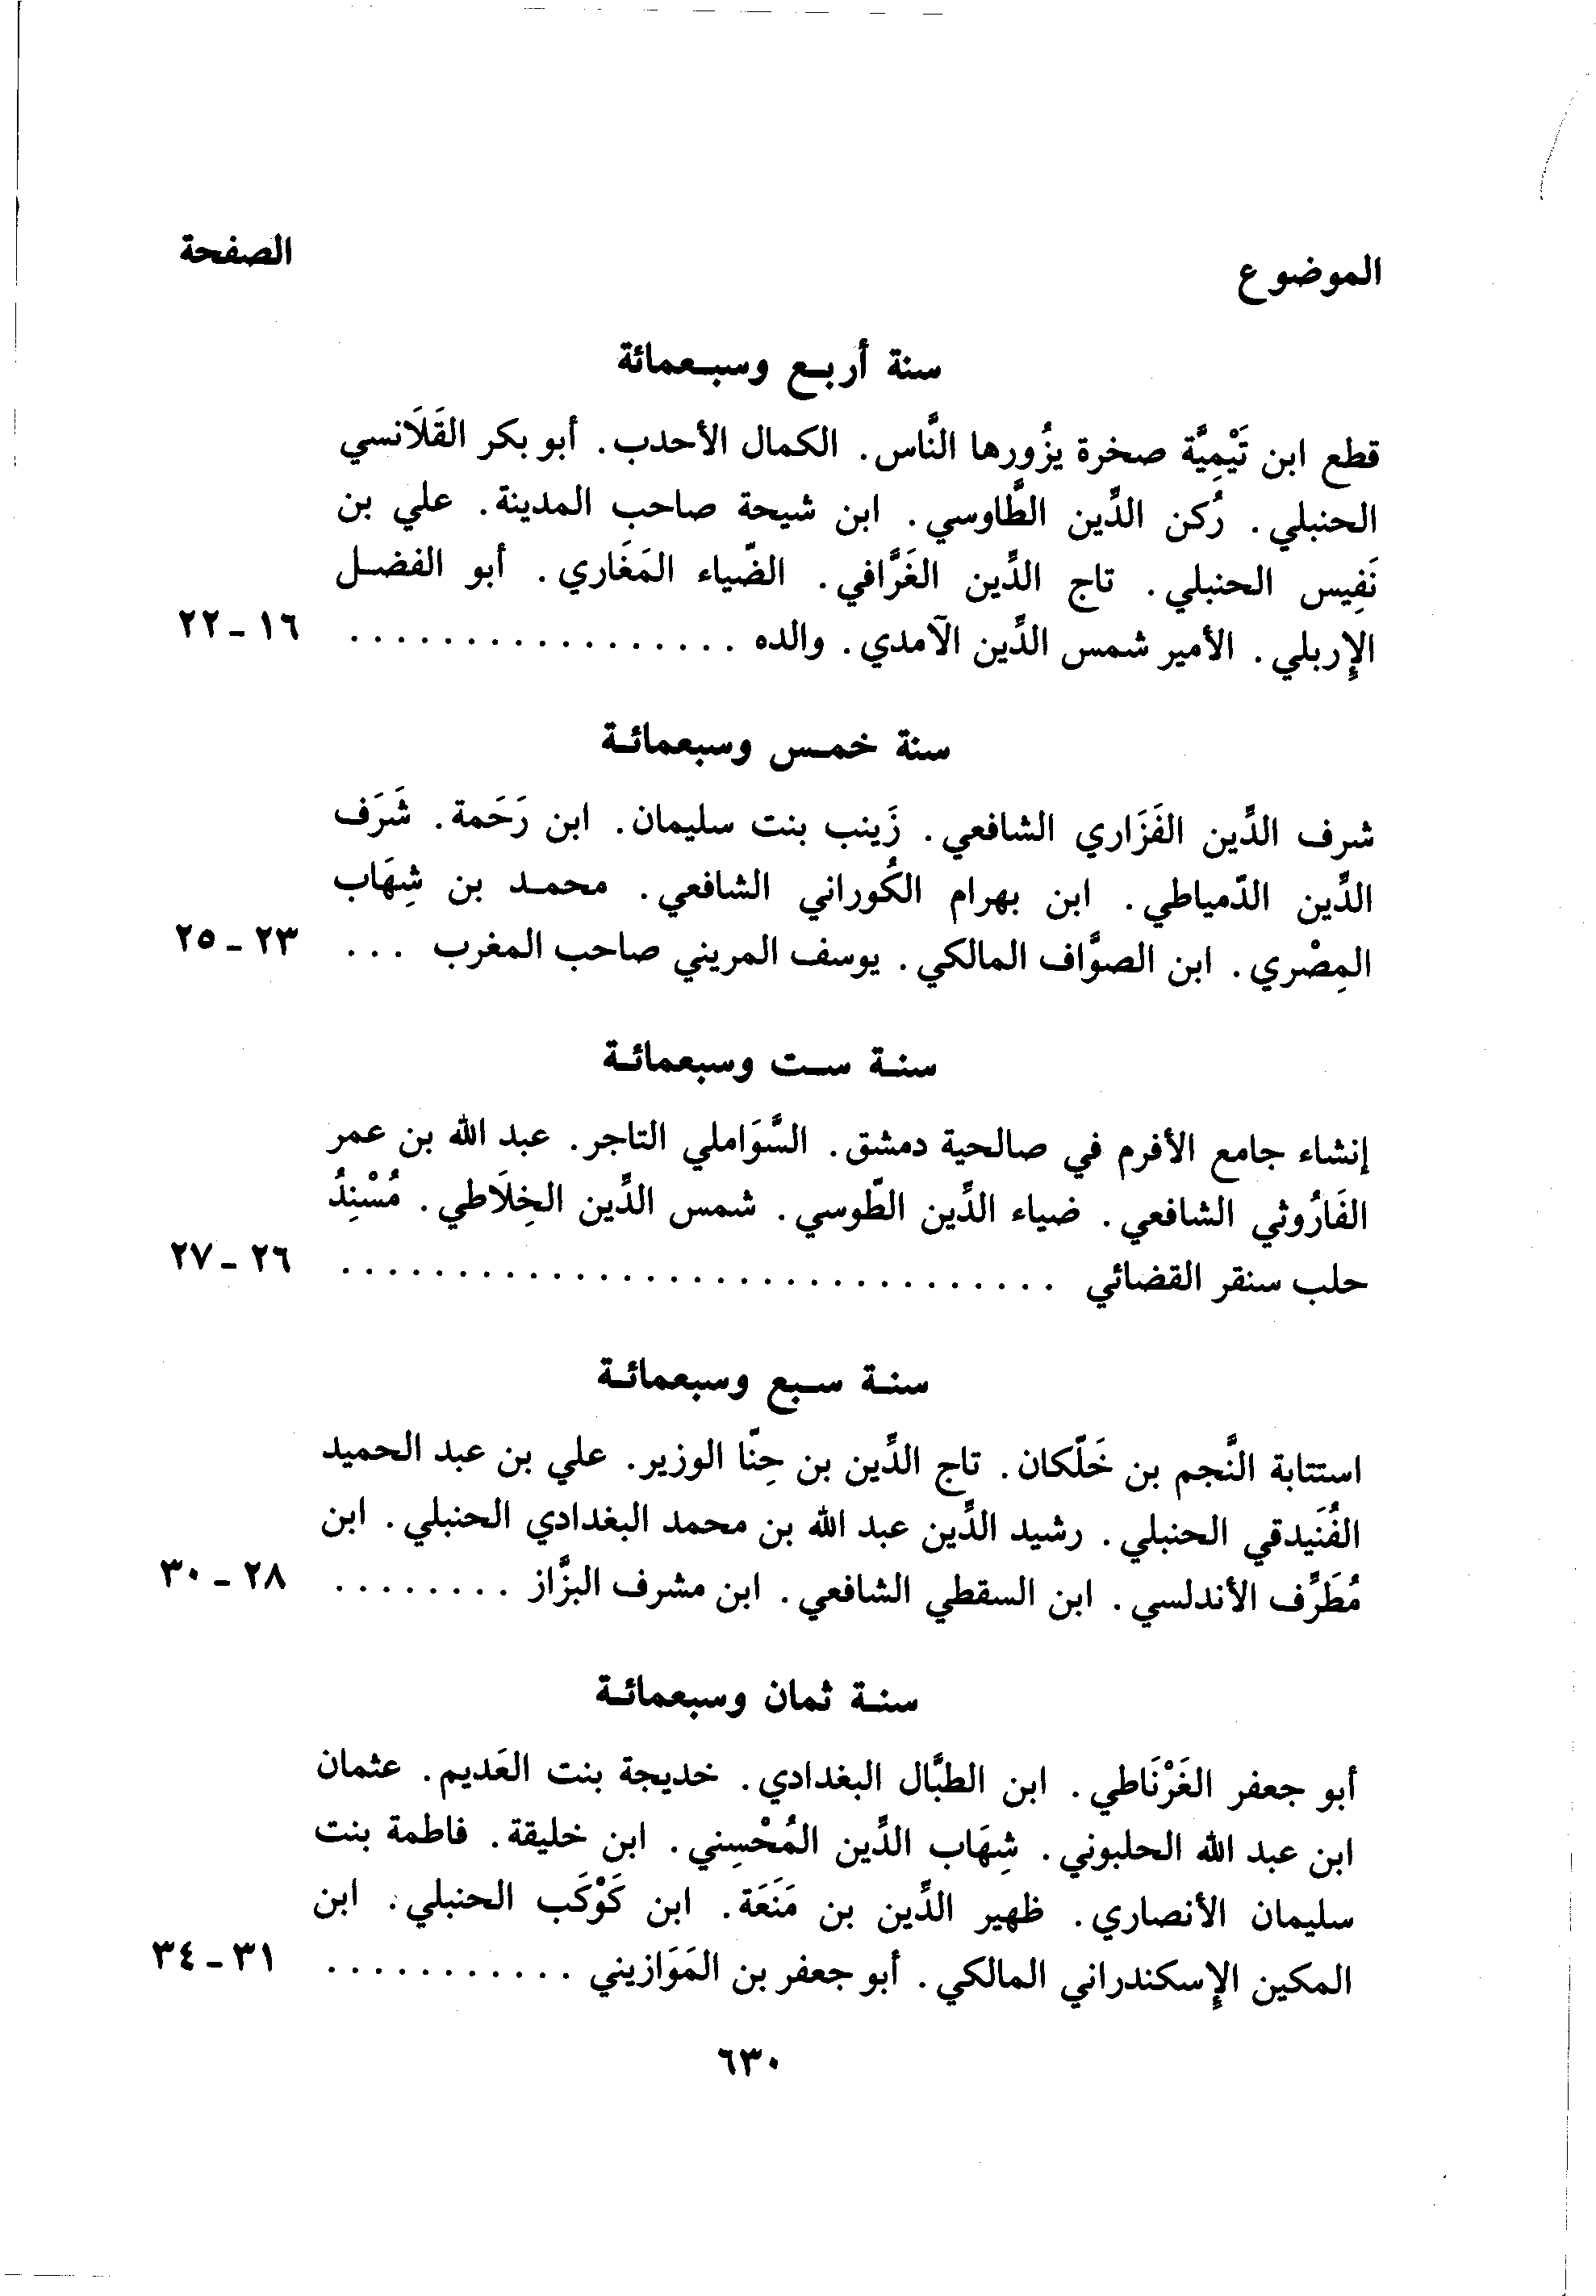 الموضوع الصفحة
سنة أربع وسبعمائة
قطع ابن تَيْمِيَّة صخرة يزُورها النَّاس. الكمال الأحدب. أبو بكر القَلَانسي
الحنبلي. رُكن الدِّين الطَّاوسي. ابن شيحة صاحب المدينة. علي بن
نَفِيس الحنبلي. تاج الدِّين الغَرَّافي. الضّياء المَغَاري. أبو الفضل
الإربلي. الأمير شمس الدِّين الآمدي. والده . . . . . . . . . . . . . . . . . ١٦ - ٢٢
سنة خمس وسبعمائة
شرف الدِّين الفَزَاري الشافعي. زَينب بنت سليمان. ابن رَحَمة. شَرَف
الدِّين الدّمياطي. ابن بهرام الكُوراني الشافعي. محمد بن شِهَاب
المِصْري. ابن الصوَّاف المالكي. يوسف المريني صاحب المغرب . . . ٢٣ - ٢٥
سنة ست وسبعمائة
إنشاء جامع الأفرم في صالحية دمشق. السَّوَاملي التاجر. عبد الله بن عمر
الفَارُوثي الشافعي. ضياء الدِّين الطّوسي. شمس الدِّين الخِلَاطي. مُسْنِدُ
حلب سنقر القضائي . . . . . . . . . . . . . . . . . . . . . . . . . . . . . . . ٢٦ - ٢٧
سنة سبع وسبعمائة
استتابة النَّجم بن خَلّكان. تاج الدِّين بن حِنّا الوزير. علي بن عبد الحميد
الفُنَيدقي الحنبلي. رشيد الدِّين عبد الله بن محمد البغدادي الحنبلي. ابن
مُطَرِّف الأندلسي. ابن السقطي الشافعي. ابن مشرف البزَّاز . . . . . . . . ٢٨ - ٣٠
سنة ثمان وسبعمائة
أبو جعفر الغَرْنَاطي. ابن الطبَّال البغدادي. خديجة بنت العَديم. عثمان
ابن عبد الله الحلبوني. شِهَاب الدِّين المُحْسِني. ابن خليقة. فاطمة بنت
سليمان الأنصاري. ظهير الدِّين بن مَنَعَة. ابن كَوْكَب الحنبلي. ابن
المكين الإسكندراني المالكي. أبو جعفر بن المَوَازيني . . . . . . . . . . . ٣١ - ٣٤
٦٣٠